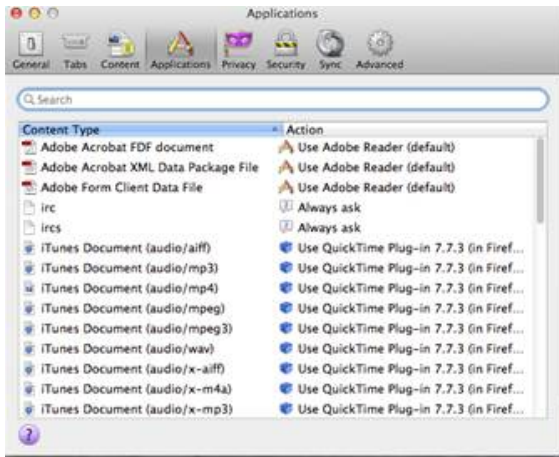 Applications
General Tabs Content Applications Privacy Security Sync Advanced
Search
Content Type Action
Adobe Acrobat FDF document Use Adobe Reader (default)
Adobe Acrobat XML Data Package File Use Adobe Reader (default)
Adobe Form Client Data File Use Adobe Reader (default)
irc Always ask
ircs Always ask
iTunes Document (audio/aiff) Use QuickTime Plug-in 7.7.3 (in Firef...
iTunes Document (audio/mp3) Use QuickTime Plug-in 7.7.3 (in Firef...
iTunes Document (audio/mp4) Use QuickTime Plug-in 7.7.3 (in Firef...
iTunes Document (audio/mpeg) Use QuickTime Plug-in 7.7.3 (in Firef...
iTunes Document (audio/mpeg3) Use QuickTime Plug-in 7.7.3 (in Firef...
iTunes Document (audio/wav) Use QuickTime Plug-in 7.7.3 (in Firef...
iTunes Document (audio/x-aiff) Use QuickTime Plug-in 7.7.3 (in Firef...
iTunes Document (audio/x-m4a) Use QuickTime Plug-in 7.7.3 (in Firef...
iTunes Document (audio/x-mp3) Use QuickTime Plug-in 7.7.3 (in Firef...
?